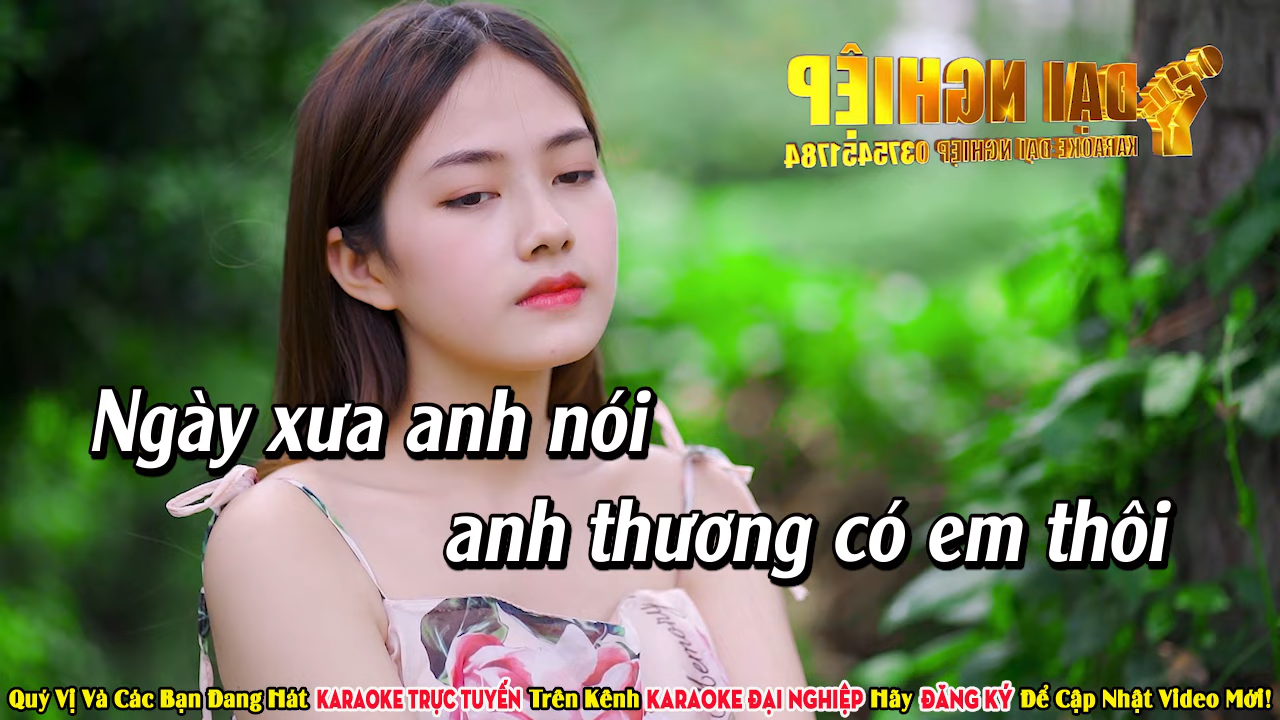 ĐẠI NGHIỆP
KARAOKE ĐẠI NGHIỆP 0375451784
Ngày xưa anh nói
anh thương có em thôi
Quý Vị Và Các Bạn Đang Hát KARAOKE TRỰC TUYẾN Trên Kênh KARAOKE ĐẠI NGHIỆP Hãy ĐĂNG KÝ Để Cập Nhật Video Mới!